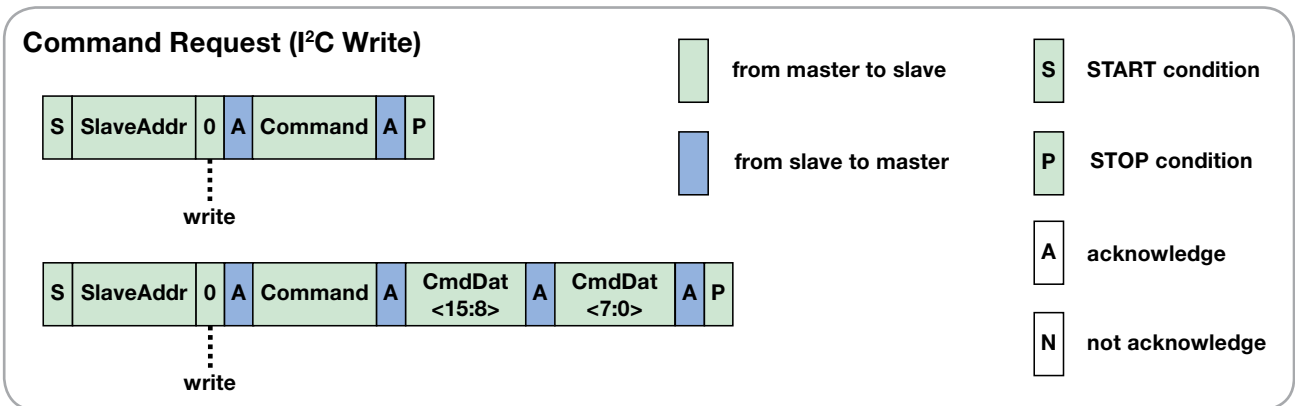 Command Request (I²C Write)
from master to slave
S START condition
S SlaveAddr 0 A Command A P
write
from slave to master
P STOP condition
A acknowledge
S SlaveAddr 0 A Command A CmdDat <15:8> A CmdDat <7:0> A P
write
N not acknowledge